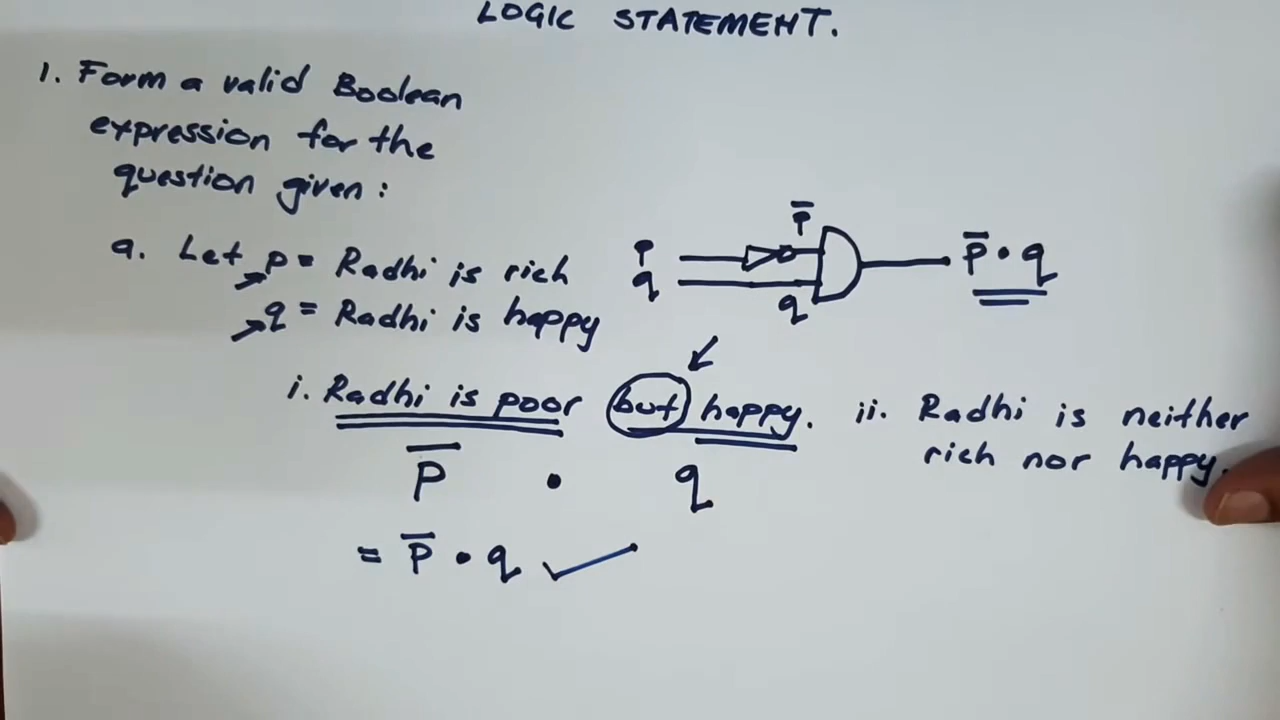 LOGIC STATEMENT.
1. Form a valid Boolean
expression for the
question given:
a. Let p = Radhi is rich
q = Radhi is happy
p
q
p̅
q
p̅ • q
i. Radhi is poor but happy.
p̅ • q
= p̅ • q
ii. Radhi is neither
rich nor happy.